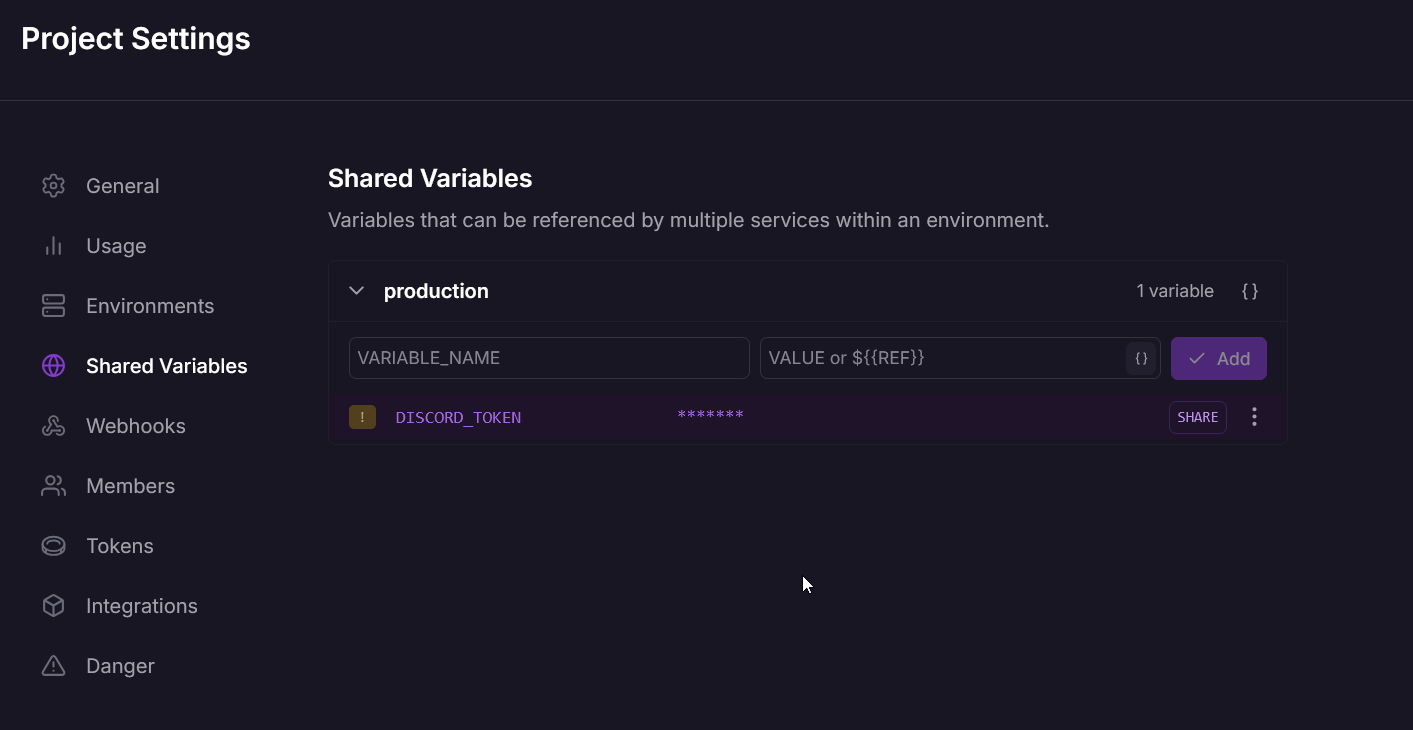 Project Settings
General
Usage
Environments
Shared Variables
Webhooks
Members
Tokens
Integrations
Danger
Shared Variables
Variables that can be referenced by multiple services within an environment.
production 1 variable { }
VARIABLE_NAME VALUE or ${{REF}} {} Add
! DISCORD_TOKEN ******* SHARE